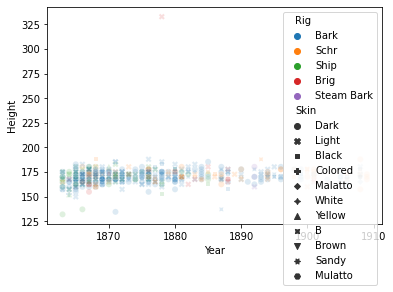 325
300
275
250
225
200
175
150
125
Height
1870
1880
1890
1900
1910
Year
Rig
Bark
Schr
Ship
Brig
Steam Bark
Skin
Dark
Light
Black
Colored
Malatto
White
Yellow
B
Brown
Sandy
Mulatto